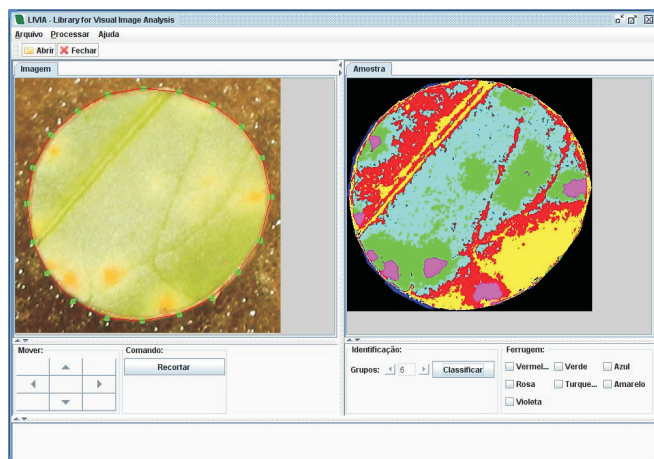 LIVIA - Library for Visual Image Analysis
Arquivo Processar Ajuda
Abrir Fechar
Imagem
Amostra
Mover:
Comando:
Recortar
Identificação:
Grupos: 6 Classificar
Ferrugem:
Vermel... Verde Azul
Rosa Turque... Amarelo
Violeta